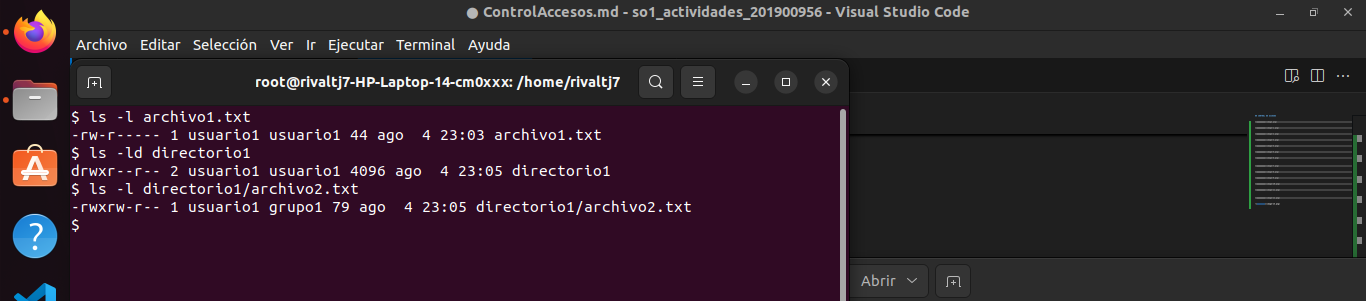 ● ControlAccesos.md - so1_actividades_201900956 - Visual Studio Code
Archivo Editar Selección Ver Ir Ejecutar Terminal Ayuda
root@rivaltj7-HP-Laptop-14-cm0xxx: /home/rivaltj7
$ ls -l archivo1.txt
-rw-r----- 1 usuario1 usuario1 44 ago  4 23:03 archivo1.txt
$ ls -ld directorio1
drwxr--r-- 2 usuario1 usuario1 4096 ago  4 23:05 directorio1
$ ls -l directorio1/archivo2.txt
-rwxrw-r-- 1 usuario1 grupo1 79 ago  4 23:05 directorio1/archivo2.txt
$
Abrir